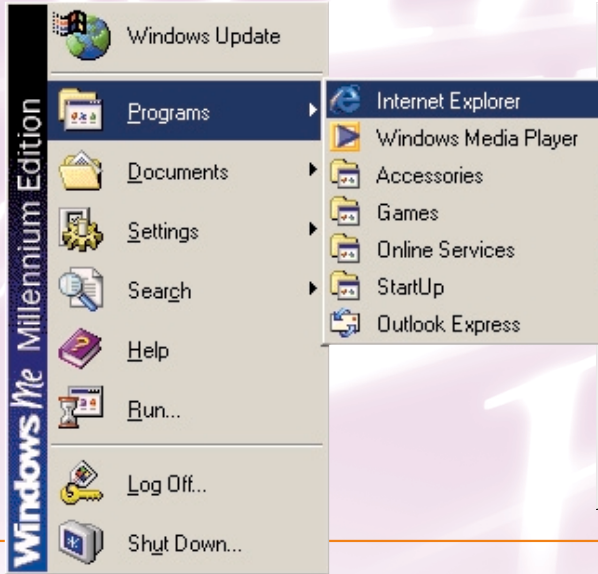 Windows Me Millennium Edition
Windows Update
Programs
Documents
Settings
Search
Help
Run...
Log Off...
Shut Down...
Internet Explorer
Windows Media Player
Accessories
Games
Online Services
StartUp
Outlook Express